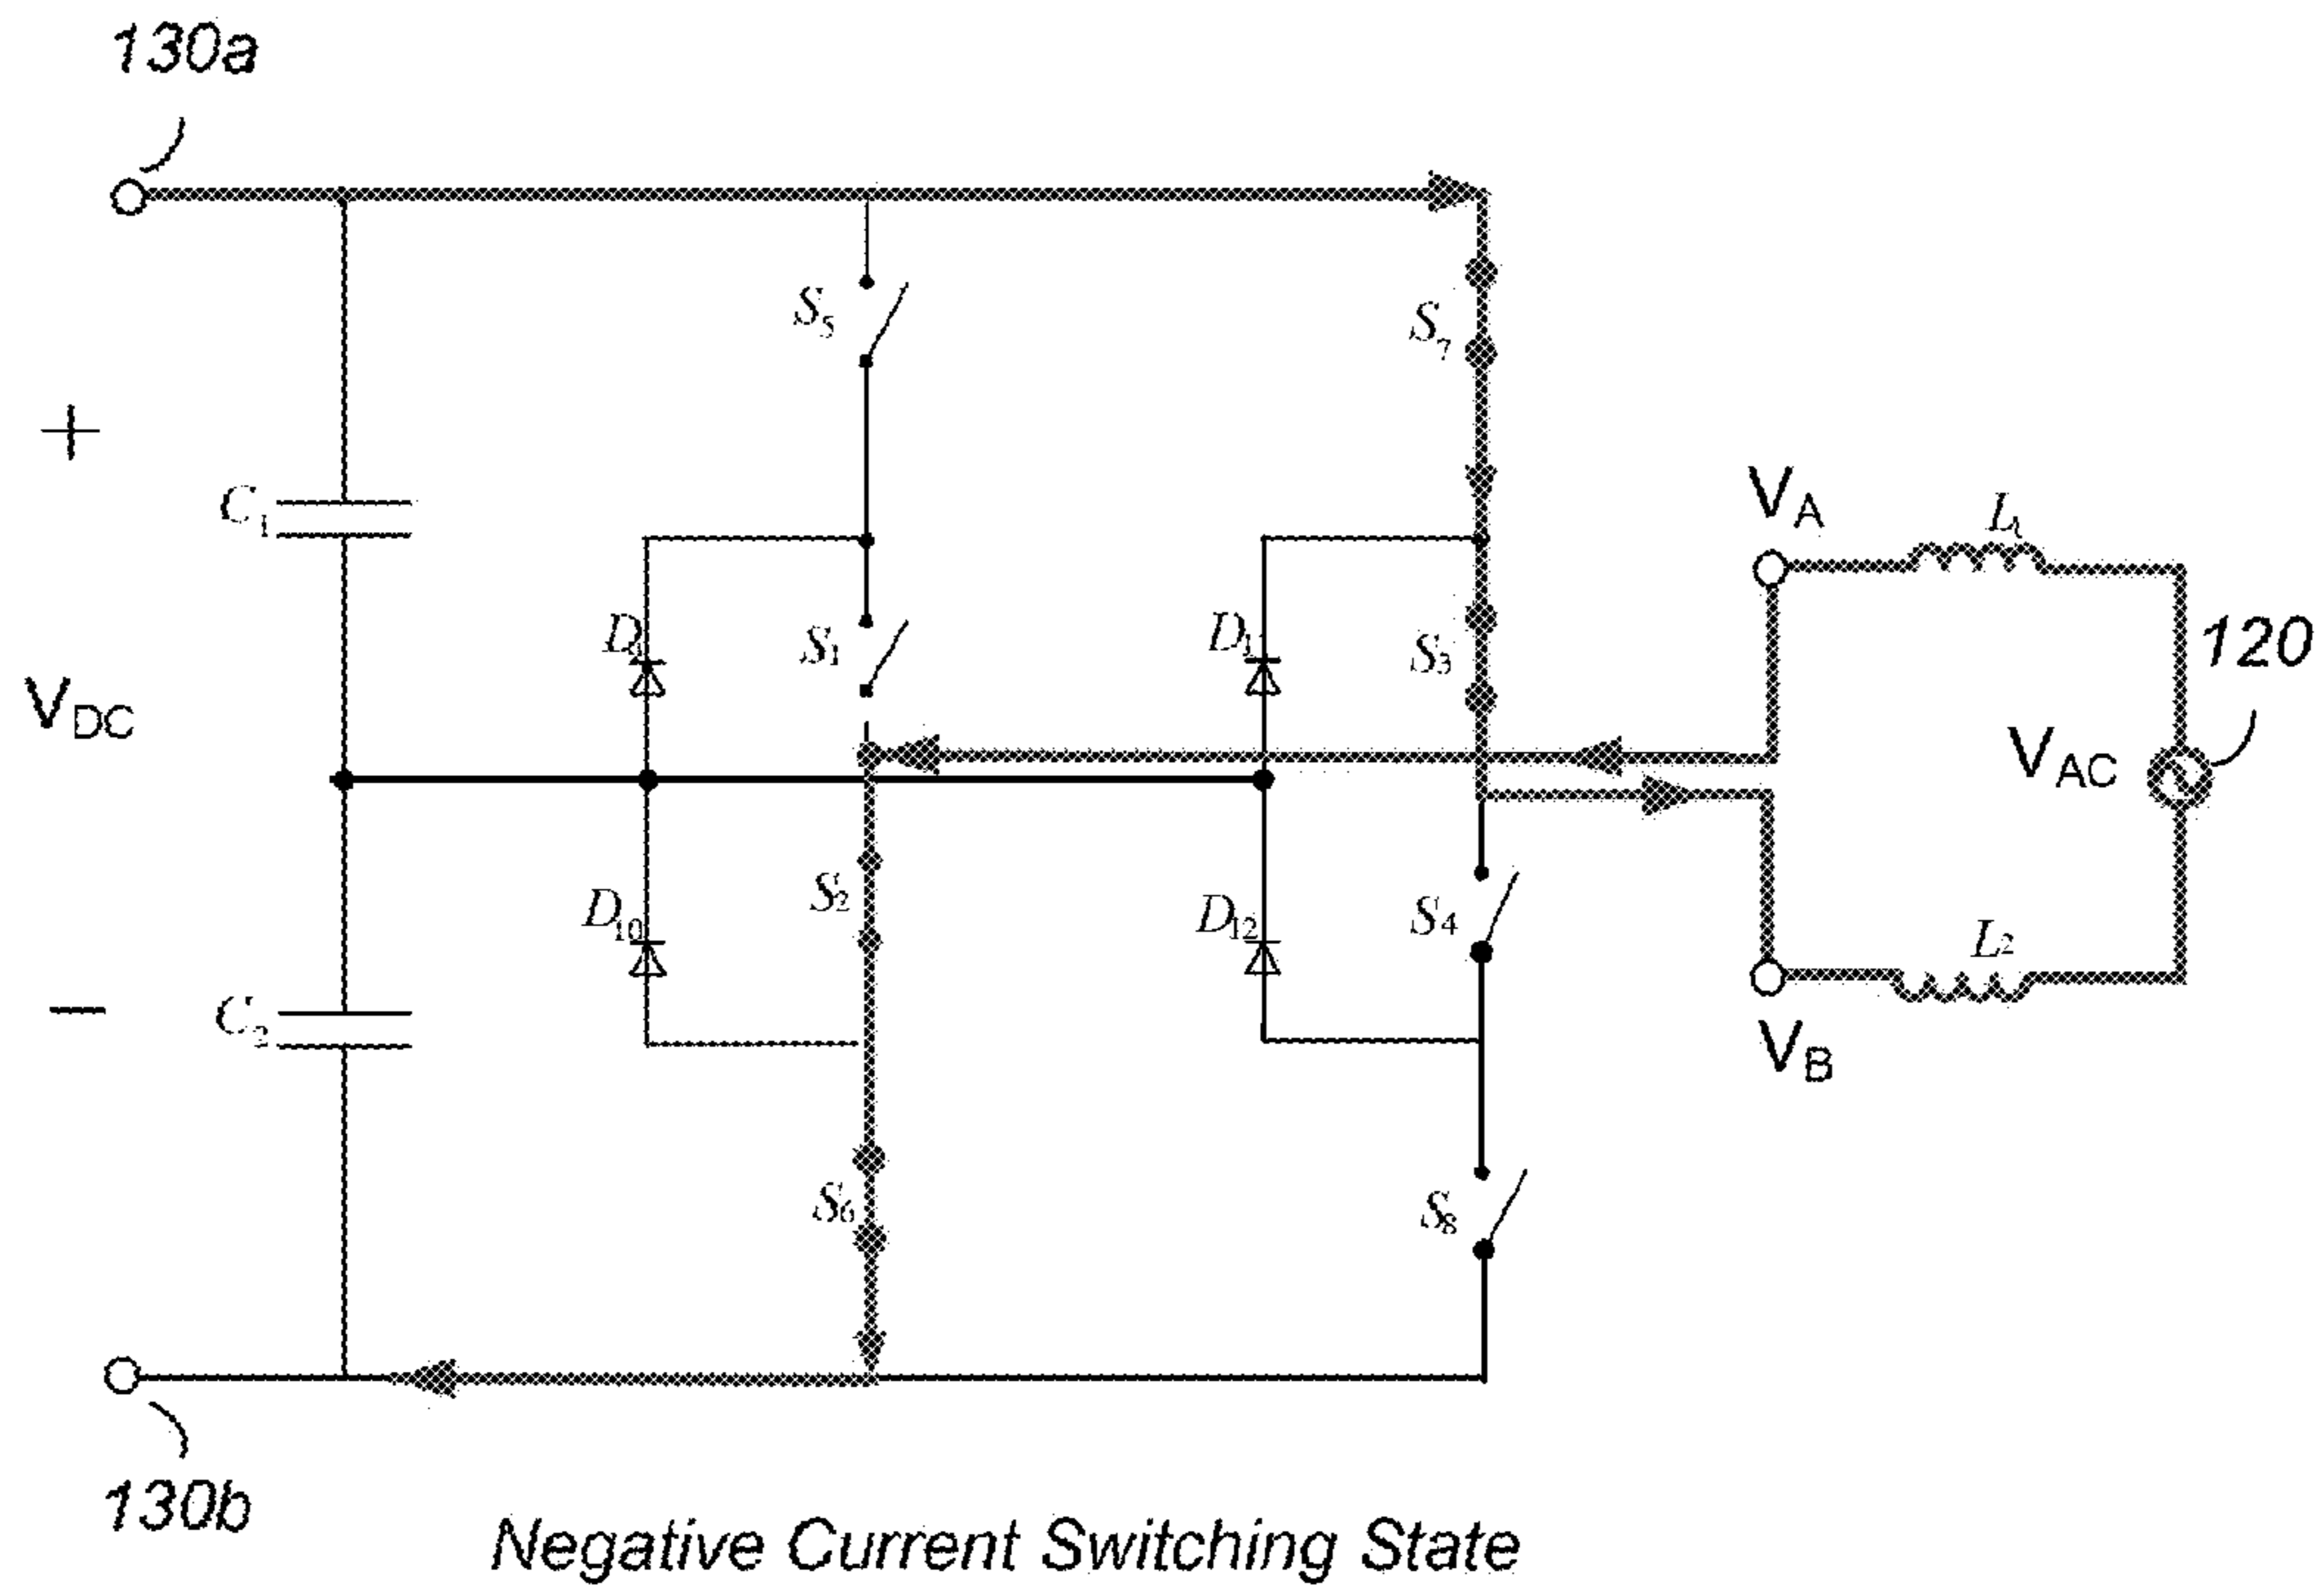 130a
S5
S7
+
C1
VA
L1
D9
S1
D11
S3
120
VDC
VAC
S2
D10
D12
S4
L2
−
C2
VB
S6
S8
130b
Negative Current Switching State